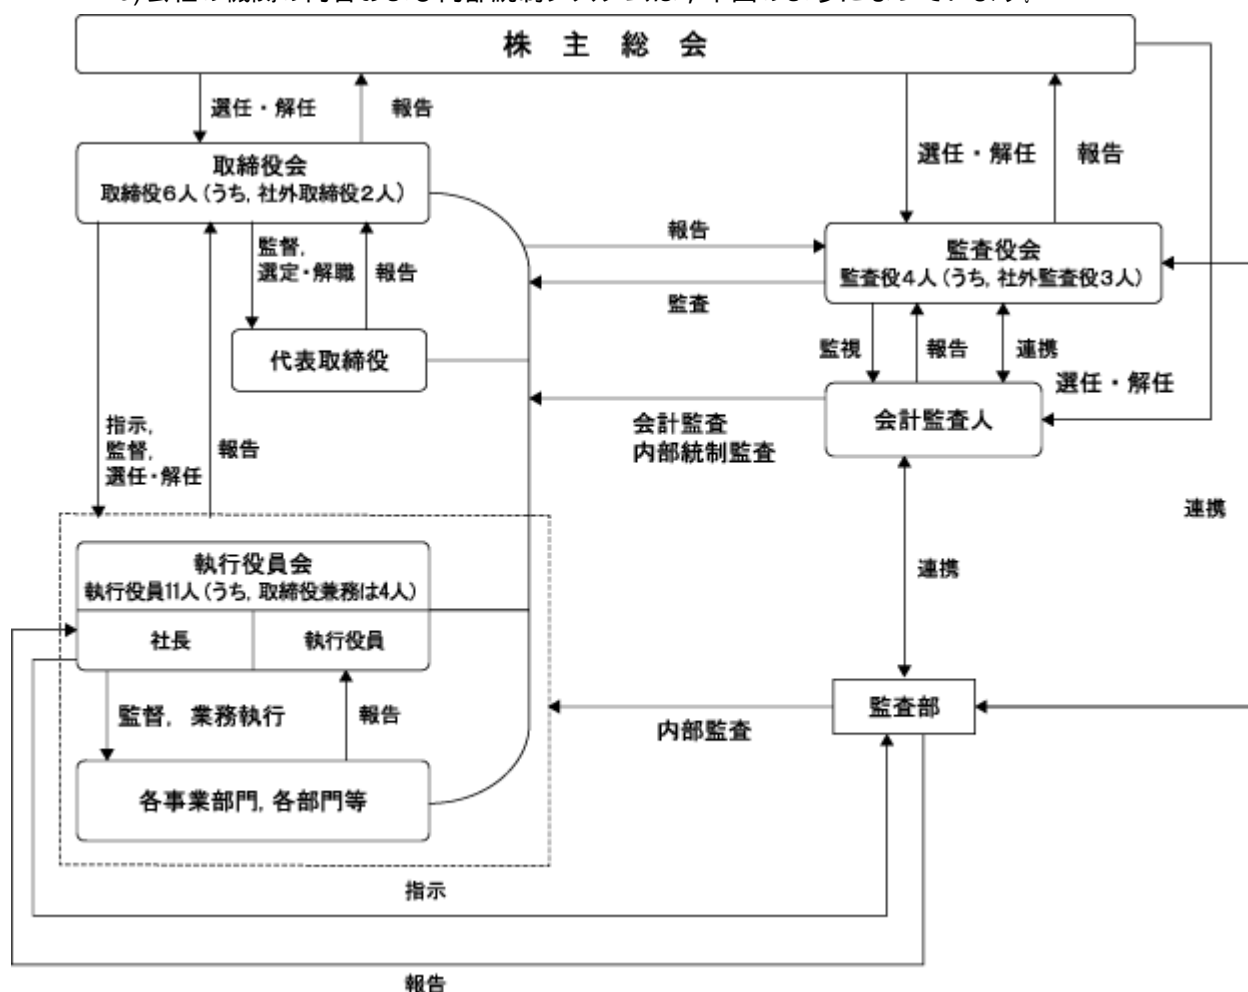 株 主 総 会
選任・解任
報告
選任・解任
報告
取締役会
取締役6人(うち, 社外取締役2人)
監査役会
監査役4人(うち, 社外監査役3人)
報告
監査
監督,
選定・解職
報告
代表取締役
監視
報告
連携
選任・解任
会計監査人
会計監査
内部統制監査
指示,
監督,
選任・解任
報告
連携
連携
執行役員会
執行役員11人(うち, 取締役兼務は4人)
社長
執行役員
監督, 業務執行
報告
内部監査
監査部
各事業部門, 各部門等
指示
報告